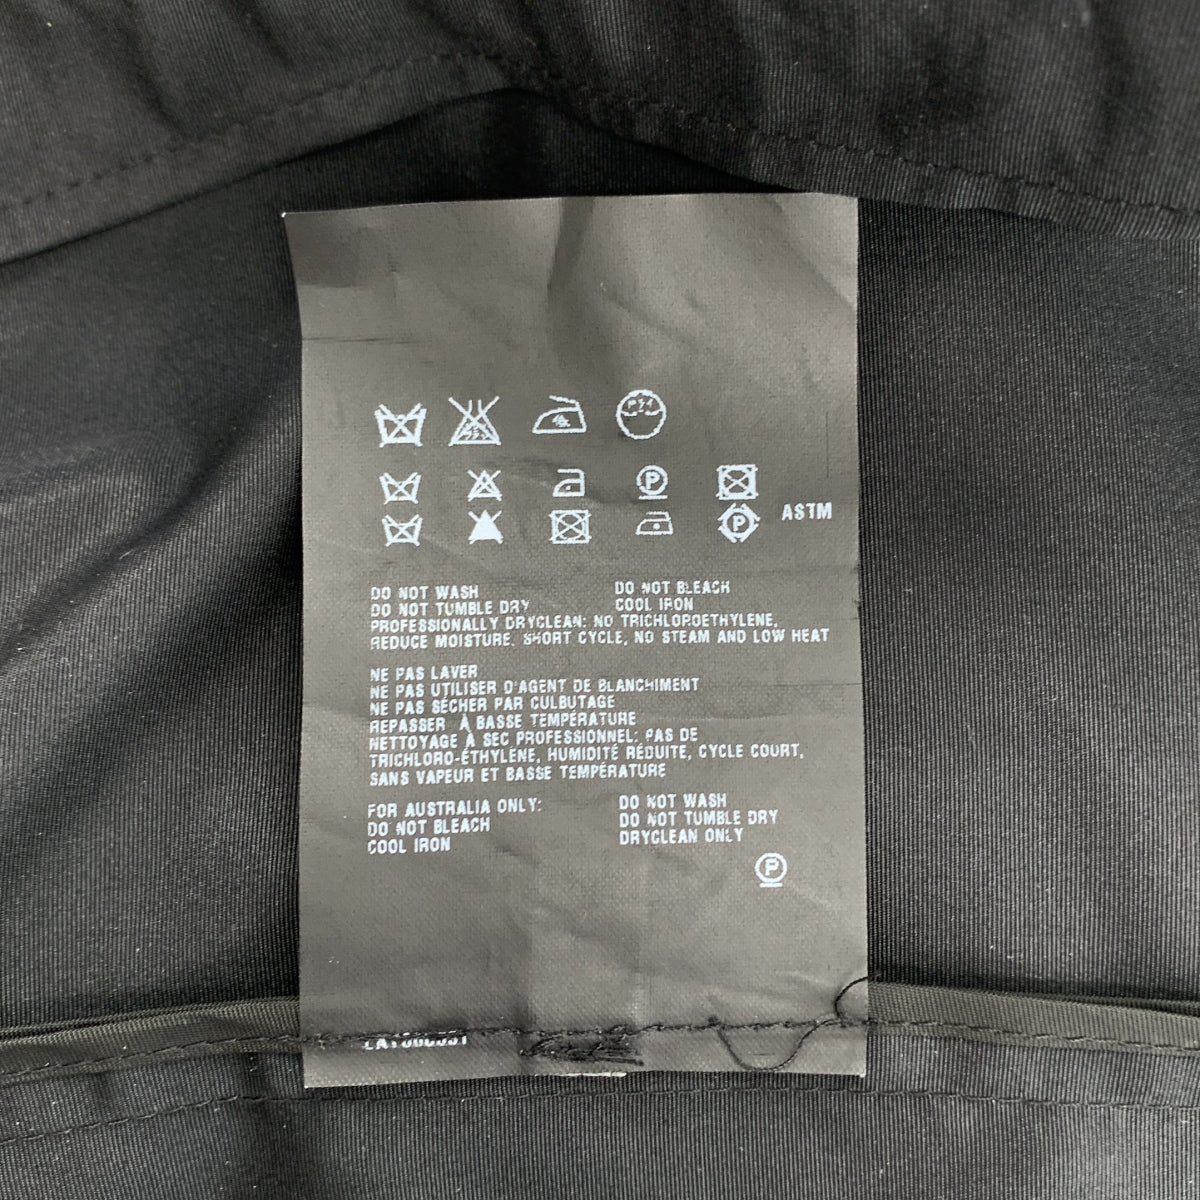 ASTM
DO NOT WASH DO NOT BLEACH
DO NOT TUMBLE DRY COOL IRON
PROFESSIONALLY DRYCLEAN: NO TRICHLOROETHYLENE,
REDUCE MOISTURE, SHORT CYCLE, NO STEAM AND LOW HEAT
NE PAS LAVER
NE PAS UTILISER D'AGENT DE BLANCHIMENT
NE PAS SÉCHER PAR CULBUTAGE
REPASSER À BASSE TEMPÉRATURE
NETTOYAGE À SEC PROFESSIONNEL: PAS DE
TRICHLORO-ÉTHYLÈNE, HUMIDITÉ RÉDUITE, CYCLE COURT,
SANS VAPEUR ET BASSE TEMPÉRATURE
FOR AUSTRALIA ONLY: DO NOT WASH
DO NOT BLEACH DO NOT TUMBLE DRY
COOL IRON DRYCLEAN ONLY
P